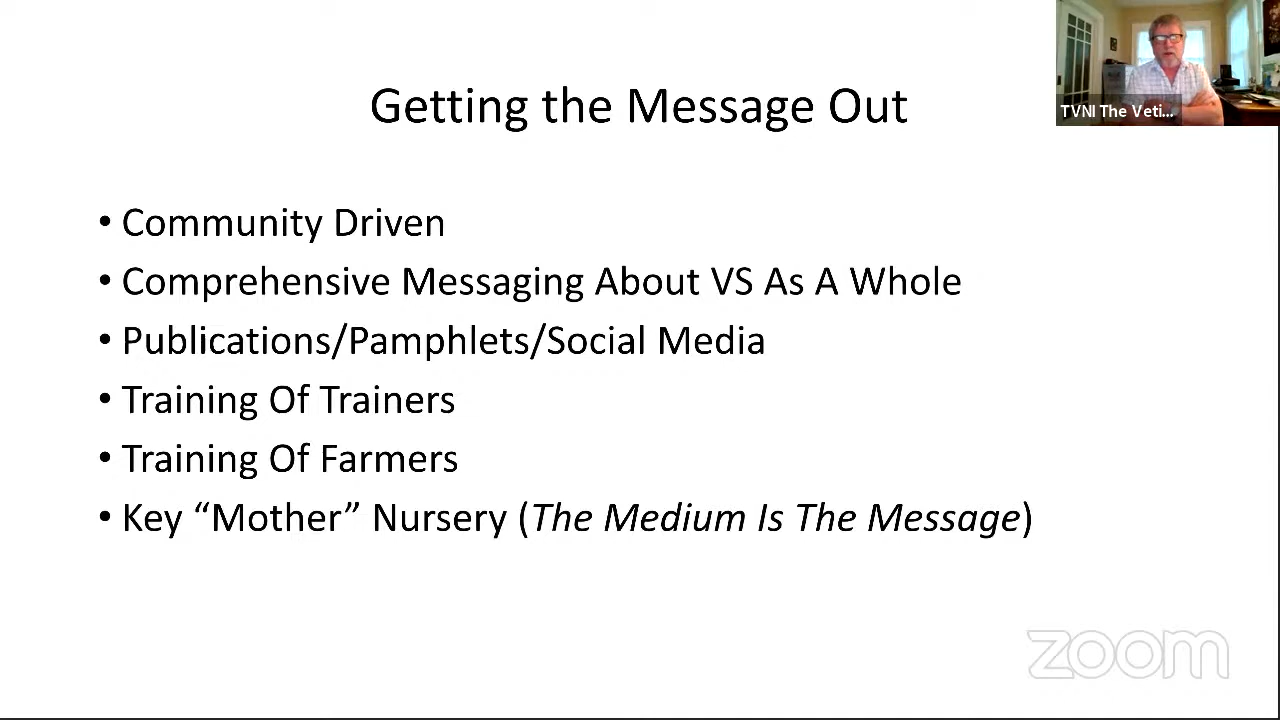 Getting the Message Out
TVNI The Veti...
• Community Driven
• Comprehensive Messaging About VS As A Whole
• Publications/Pamphlets/Social Media
• Training Of Trainers
• Training Of Farmers
• Key “Mother” Nursery (The Medium Is The Message)
zoom